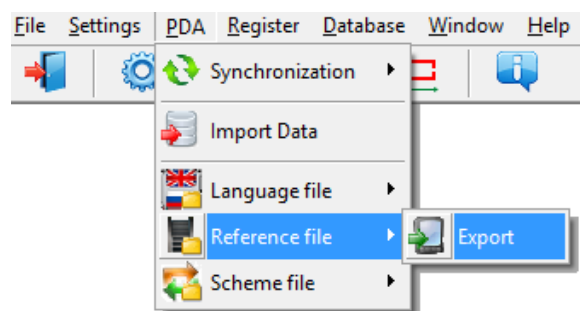 File Settings PDA Register Database Window Help
Synchronization
Import Data
Language file
Reference file Export
Scheme file